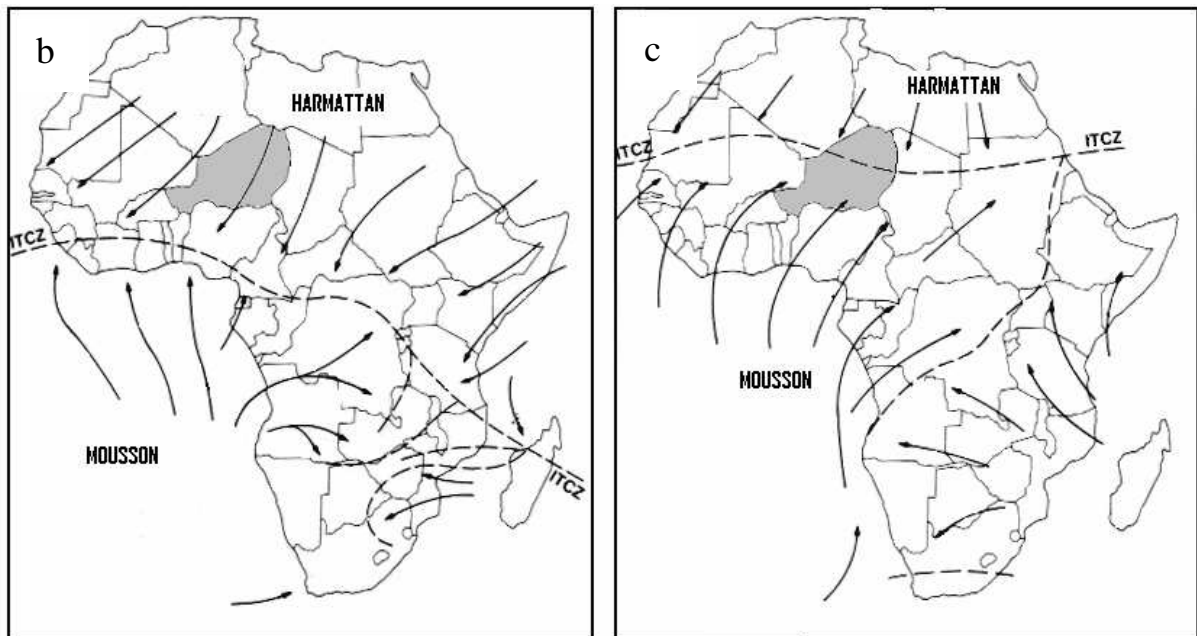 b
HARMATTAN
ITCZ
MOUSSON
ITCZ
c
HARMATTAN
ITCZ
ITCZ
MOUSSON